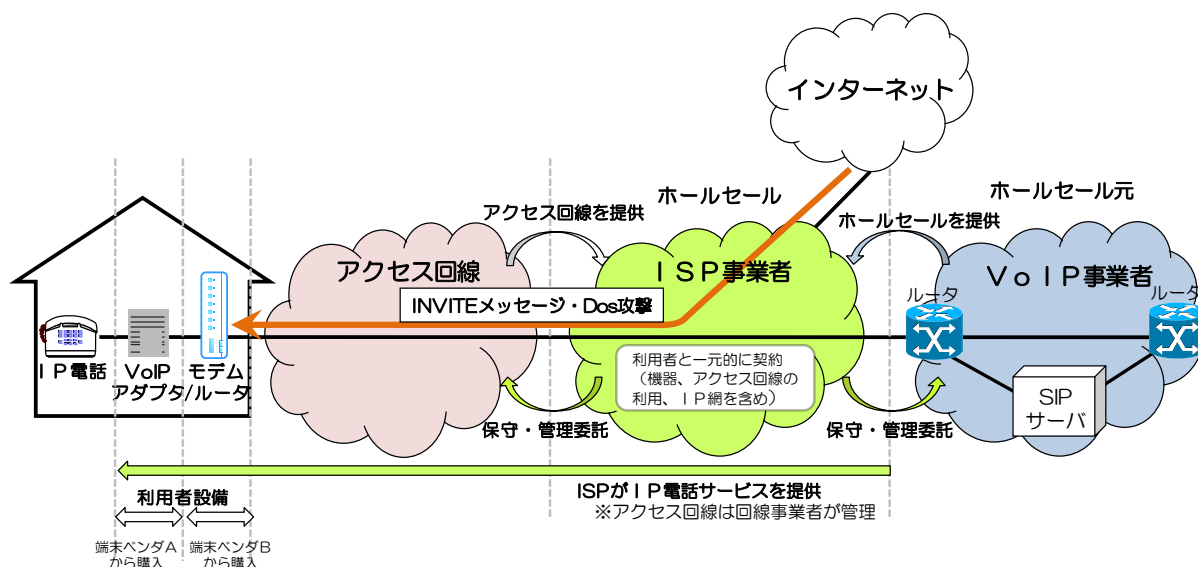 インターネット
ホールセール
ホールセール元
アクセス回線を提供
ホールセールを提供
アクセス回線
ISP事業者
VoIP事業者
ルータ
ルータ
INVITEメッセージ・Dos攻撃
IP電話
VoIP
アダプタ
モデム
/ルータ
利用者と一元的に契約
(機器、アクセス回線の
利用、IP網を含め)
SIP
サーバ
保守・管理委託
保守・管理委託
ISPがIP電話サービスを提供
※アクセス回線は回線事業者が管理
利用者設備
端末ベンダA
から購入
端末ベンダB
から購入